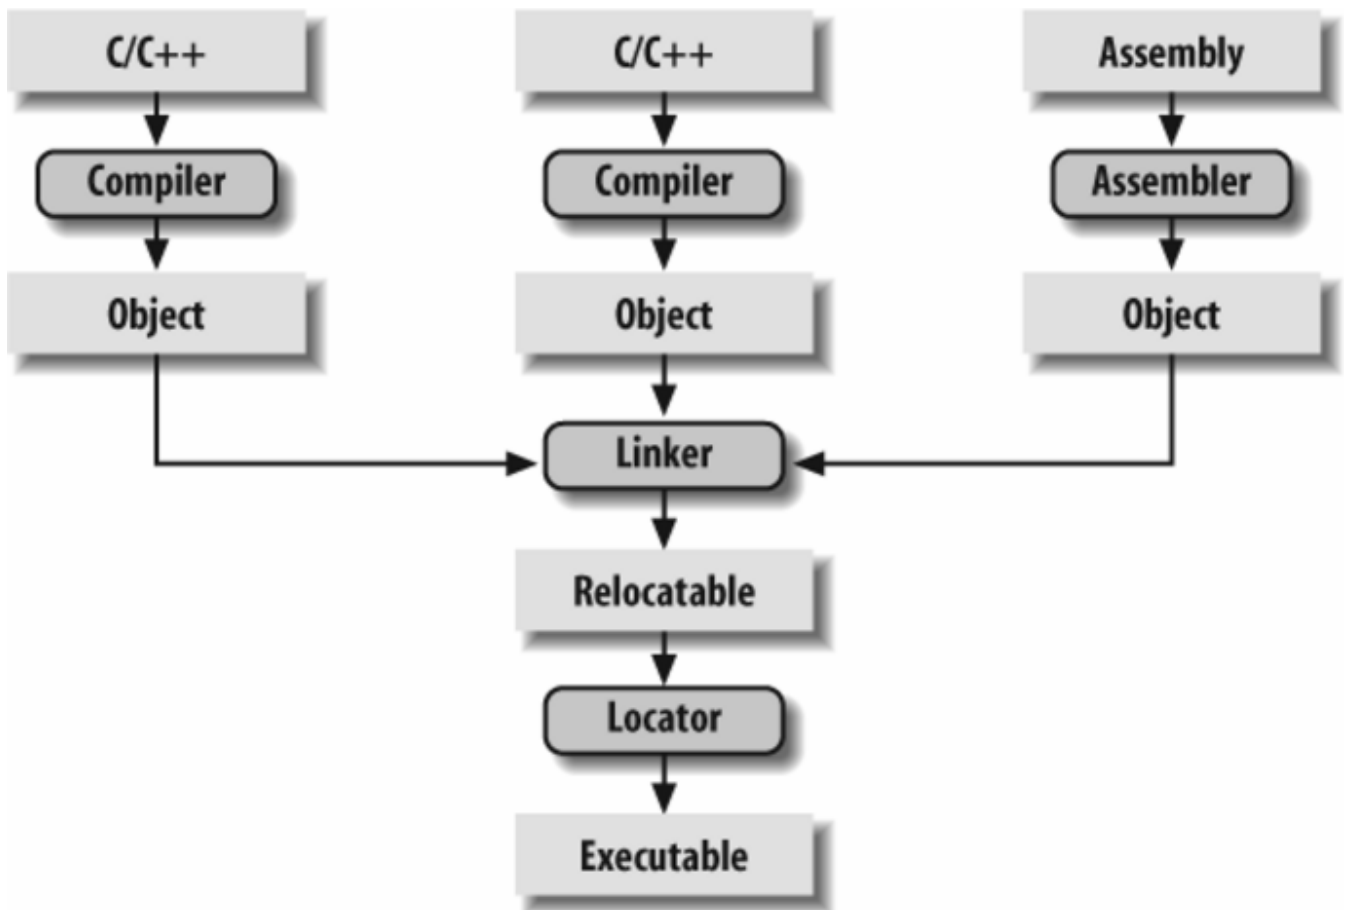 C/C++
C/C++
Assembly
Compiler
Compiler
Assembler
Object
Object
Object
Linker
Relocatable
Locator
Executable